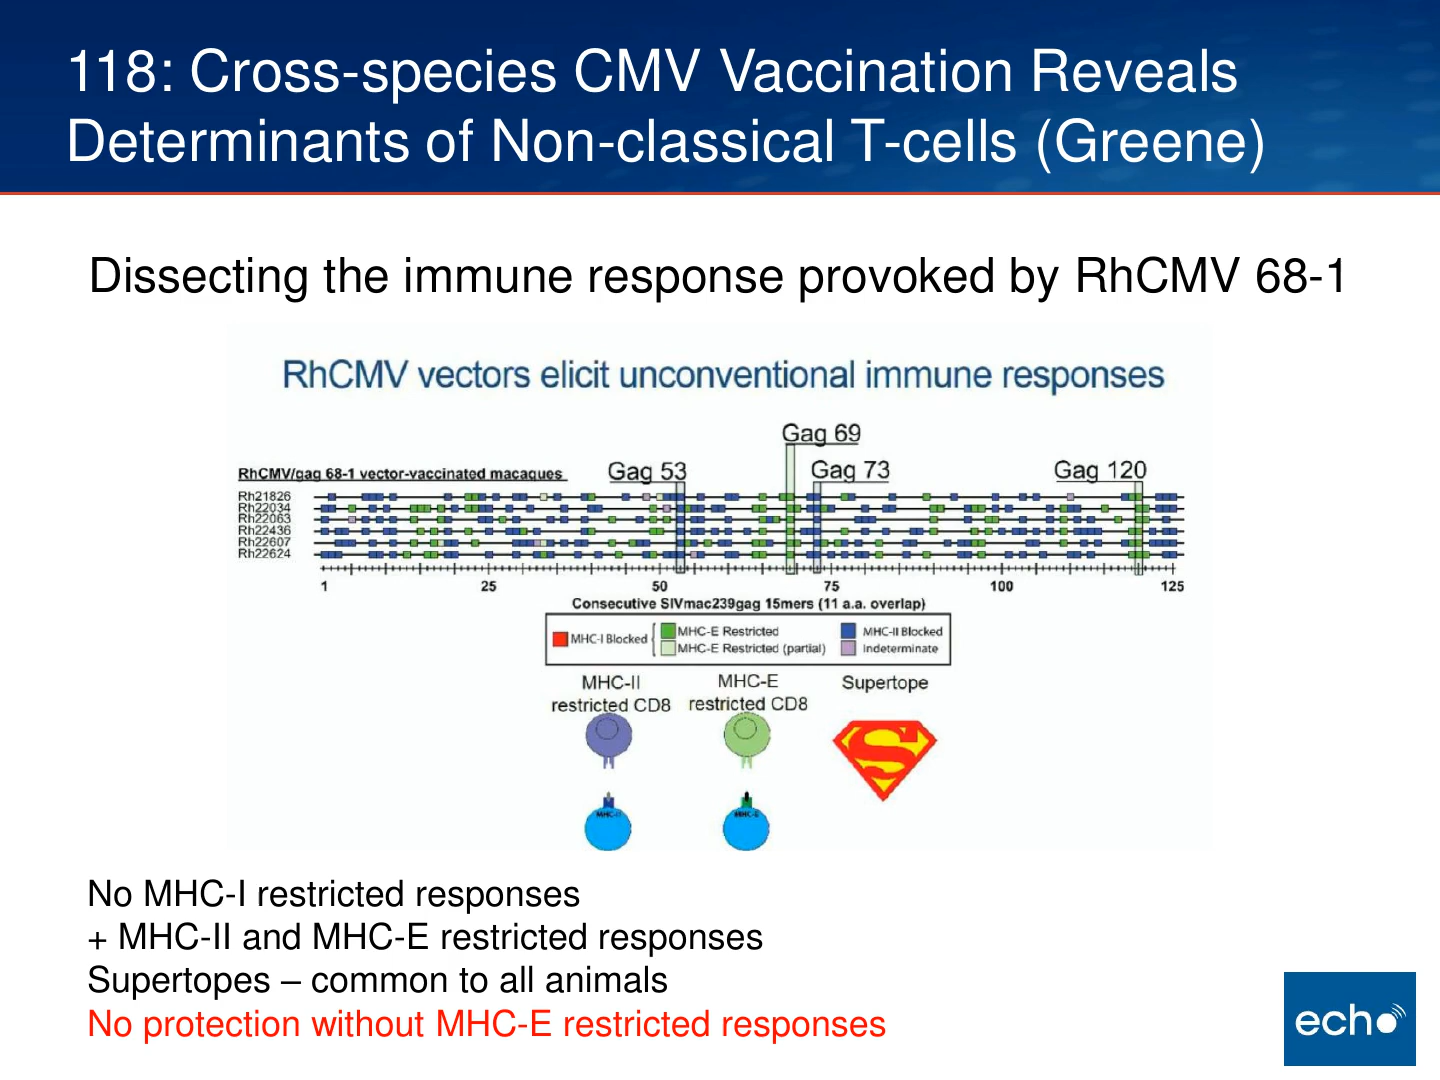 118: Cross-species CMV Vaccination Reveals
Determinants of Non-classical T-cells (Greene)
Dissecting the immune response provoked by RhCMV 68-1
RhCMV vectors elicit unconventional immune responses
Gag 69
RhCMV/gag 68-1 vector-vaccinated macaques
Gag 53
Gag 73
Gag 120
Rh21826
Rh22034
Rh22063
Rh22436
Rh22607
Rh22624
1 25 50 75 100 125
Consecutive SIVmac239gag 15mers (11 a.a. overlap)
MHC-I Blocked
MHC-E Restricted
MHC-E Restricted (partial)
MHC-II Blocked
Indeterminate
MHC-II
restricted CD8
MHC-E
restricted CD8
Supertope
S
MHC-II
MHC-E
No MHC-I restricted responses
+ MHC-II and MHC-E restricted responses
Supertopes – common to all animals
No protection without MHC-E restricted responses
echo